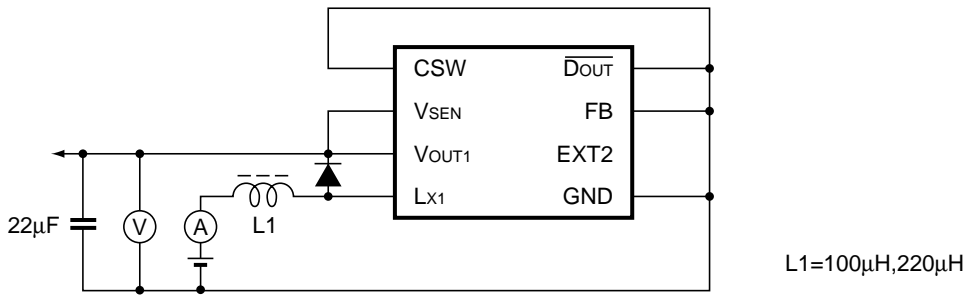 CSW
VSEN
VOUT1
LX1
DOUT
FB
EXT2
GND
22μF
V
A
L1
L1=100μH,220μH